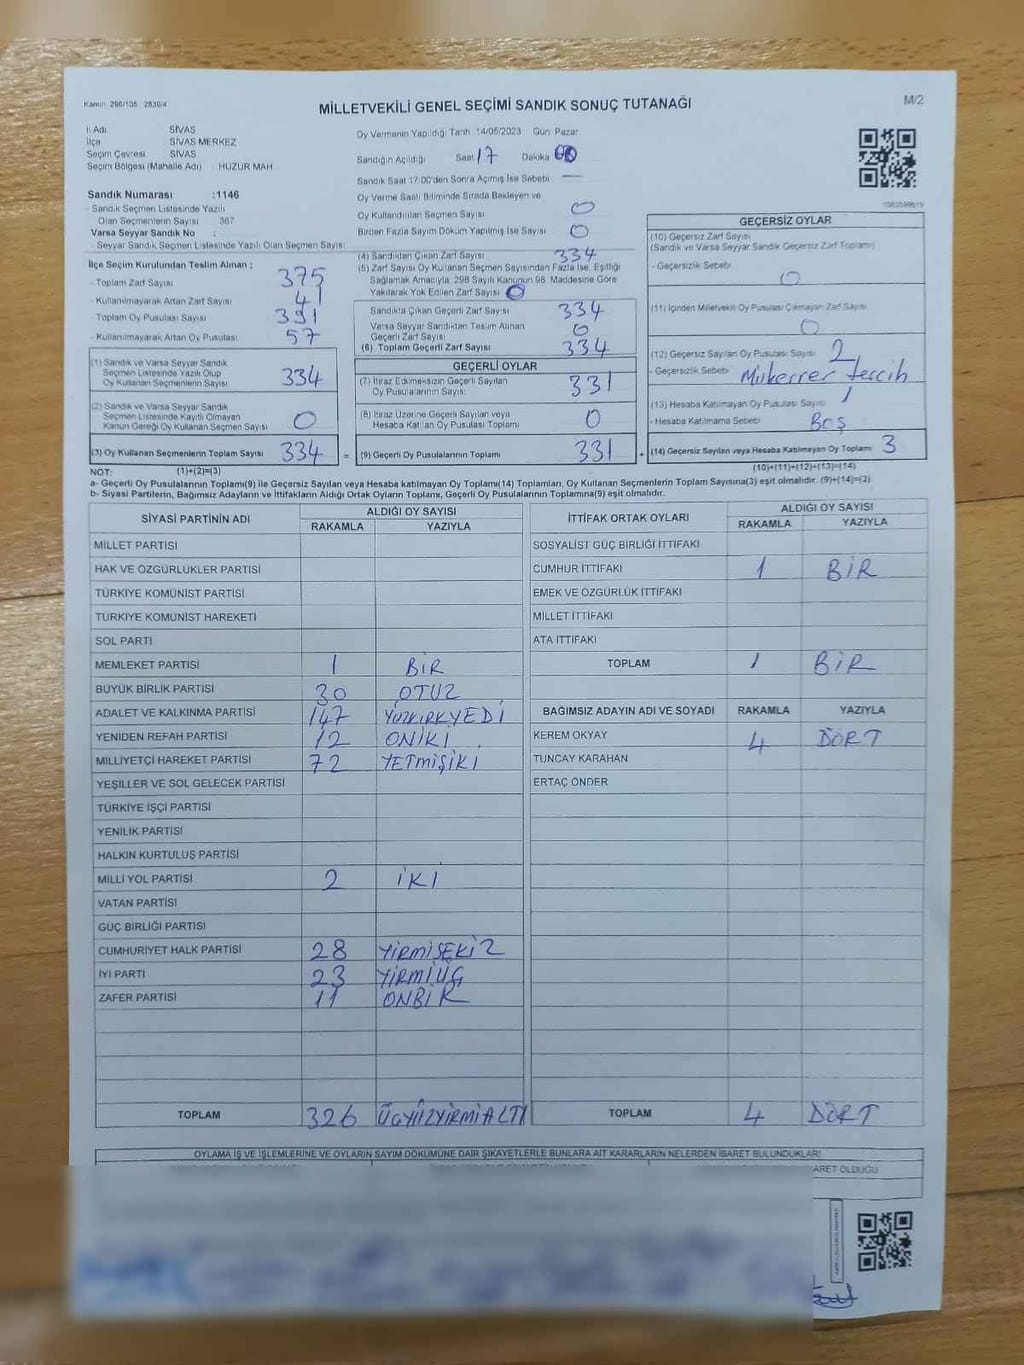 Kanun: 298/105 2839/4
MİLLETVEKİLİ GENEL SEÇİMİ SANDIK SONUÇ TUTANAĞI
M/2
İl Adı SİVAS
İlçe SİVAS MERKEZ
Seçim Çevresi SİVAS
Seçim Bölgesi (Mahalle Adı) : HUZUR MAH.
Sandık Numarası :1146
- Sandık Seçmen Listesinde Yazılı
Olan Seçmenlerin Sayısı 367
Varsa Seyyar Sandık No :
- Seyyar Sandık Seçmen Listesinde Yazılı Olan Seçmen Sayısı
Oy Vermenin Yapıldığı Tarih :14/05/2023 Gün Pazar
Sandığın Açıldığı Saat 17 Dakika
Sandık Saat 17:00'den Sonra Açmış İse Sebebi —
Oy Verme Saati Bitiminde Sırada Bekleyen ve
Oy Kullandırılan Seçmen Sayısı 0
Birden Fazla Sayım Döküm Yapılmış İse Sayısı 0
İlçe Seçim Kurulundan Teslim Alınan ;
- Toplam Zarf Sayısı 375
- Kullanılmayarak Artan Zarf Sayısı 41
- Toplam Oy Pusulası Sayısı 391
- Kullanılmayarak Artan Oy Pusulası 57
(4) Sandıktan Çıkan Zarf Sayısı 334
(5) Zarf Sayısı Oy Kullanan Seçmen Sayısından Fazla İse, Eşitliği
Sağlamak Amacıyla, 298 Sayılı Kanunun 98. Maddesine Göre
Yakılarak Yok Edilen Zarf Sayısı 0
Sandıkta Çıkan Geçerli Zarf Sayısı 334
Varsa Seyyar Sandıktan Teslim Alınan
Geçerli Zarf Sayısı 0
(6) Toplam Geçerli Zarf Sayısı 334
GEÇERSİZ OYLAR
(10) Geçersiz Zarf Sayısı
(Sandık ve Varsa Seyyar Sandık Geçersiz Zarf Toplamı)
- Geçersizlik Sebebi
0
(11) İçinden Milletvekili Oy Pusulası Çıkmayan Zarf Sayısı
0
(12) Geçersiz Sayılan Oy Pusulası Sayısı 2
- Geçersizlik Sebebi Mükerrer tercih
(13) Hesaba Katılmayan Oy Pusulası Sayısı 1
- Hesaba Katılmama Sebebi Boş
(14) Geçersiz Sayılan veya Hesaba Katılmayan Oy Toplamı 3
(10)+(11)+(12)+(13)=(14)
(1) Sandık ve Varsa Seyyar Sandık
Seçmen Listesinde Yazılı Olup
Oy Kullanan Seçmenlerin Sayısı 334
(2) Sandık ve Varsa Seyyar Sandık
Seçmen Listesinde Kayıtlı Olmayan
Kanun Gereği Oy Kullanan Seçmen Sayısı 0
(3) Oy Kullanan Seçmenlerin Toplam Sayısı 334 =
GEÇERLİ OYLAR
(7) İtiraz Edilmeksizin Geçerli Sayılan
Oy Pusulalarının Sayısı: 331
(8) İtiraz Üzerine Geçerli Sayılan veya
Hesaba Katılan Oy Pusulası Toplamı 0
(9) Geçerli Oy Pusulalarının Toplamı 331 +
NOT: (1)+(2)=(3)
a- Geçerli Oy Pusulalarının Toplamı(9) ile Geçersiz Sayılan veya Hesaba katılmayan Oy Toplamı(14) Toplamları, Oy Kullanan Seçmenlerin Toplam Sayısına(3) eşit olmalıdır. (9)+(14)=(3)
b- Siyasi Partilerin, Bağımsız Adayların ve İttifakların Aldığı Ortak Oyların Toplamı, Geçerli Oy Pusulalarının Toplamına(9) eşit olmalıdır.
SİYASİ PARTİNİN ADI ALDIĞI OY SAYISI
RAKAMLA YAZIYLA
MİLLET PARTİSİ
HAK VE ÖZGÜRLÜKLER PARTİSİ
TÜRKİYE KOMÜNİST PARTİSİ
TÜRKİYE KOMÜNİST HAREKETİ
SOL PARTİ
MEMLEKET PARTİSİ 1 BİR
BÜYÜK BİRLİK PARTİSİ 30 OTUZ
ADALET VE KALKINMA PARTİSİ 147 YÜZKIRKYEDİ
YENİDEN REFAH PARTİSİ 12 ONİKİ
MİLLİYETÇİ HAREKET PARTİSİ 72 YETMİŞİKİ
YEŞİLLER VE SOL GELECEK PARTİSİ
TÜRKİYE İŞÇİ PARTİSİ
YENİLİK PARTİSİ
HALKIN KURTULUŞ PARTİSİ
MİLLİ YOL PARTİSİ 2 İKİ
VATAN PARTİSİ
GÜÇ BİRLİĞİ PARTİSİ
CUMHURİYET HALK PARTİSİ 28 YİRMİSEKİZ
İYİ PARTİ 23 YİRMİÜÇ
ZAFER PARTİSİ 11 ONBİR
TOPLAM 326 ÜÇYÜZYİRMİALTI
İTTİFAK ORTAK OYLARI ALDIĞI OY SAYISI
RAKAMLA YAZIYLA
SOSYALİST GÜÇ BİRLİĞİ İTTİFAKI
CUMHUR İTTİFAKI 1 BİR
EMEK VE ÖZGÜRLÜK İTTİFAKI
MİLLET İTTİFAKI
ATA İTTİFAKI
TOPLAM 1 BİR
BAĞIMSIZ ADAYIN ADI VE SOYADI RAKAMLA YAZIYLA
KEREM OKYAY 4 DÖRT
TUNCAY KARAHAN
ERTAÇ ÖNDER
TOPLAM 4 DÖRT
OYLAMA İŞ VE İŞLEMLERİNE VE OYLARIN SAYIM DÖKÜMÜNE DAİR ŞİKAYETLERLE BUNLARA AİT KARARLARIN NELERDEN İBARET BULUNDUKLARI
ARET OLDUĞU